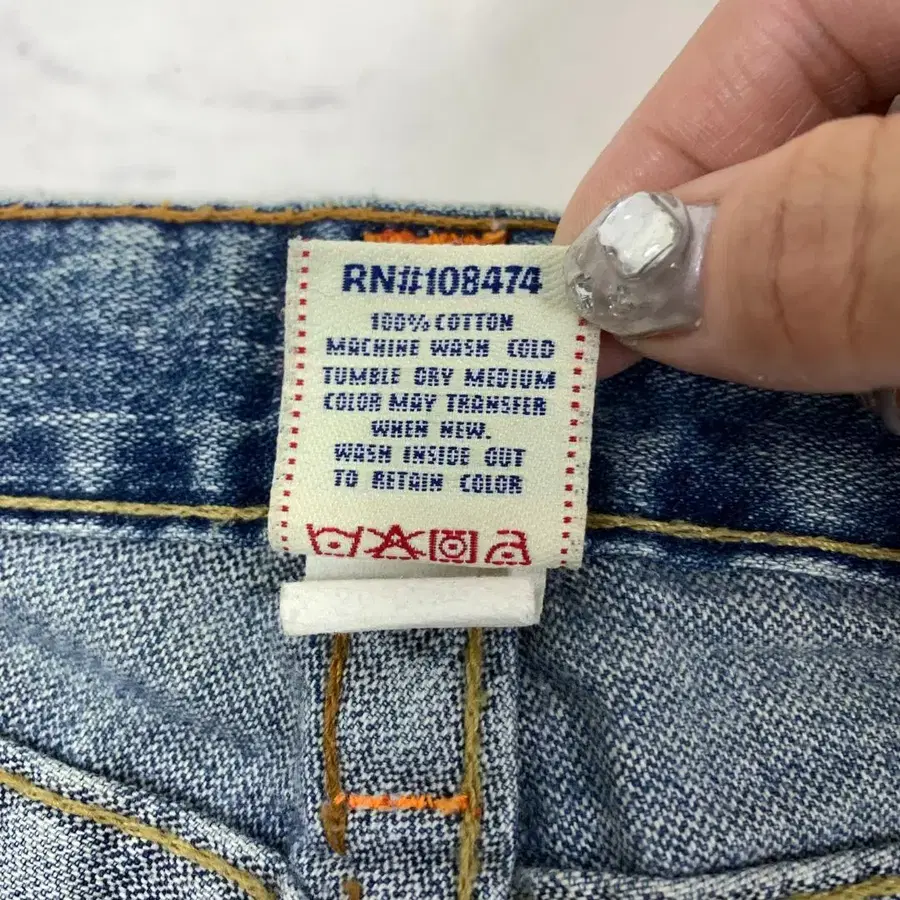 RN#108474
100% COTTON
MACHINE WASH COLD
TUMBLE DRY MEDIUM
COLOR MAY TRANSFER
WHEN NEW.
WASH INSIDE OUT
TO RETAIN COLOR